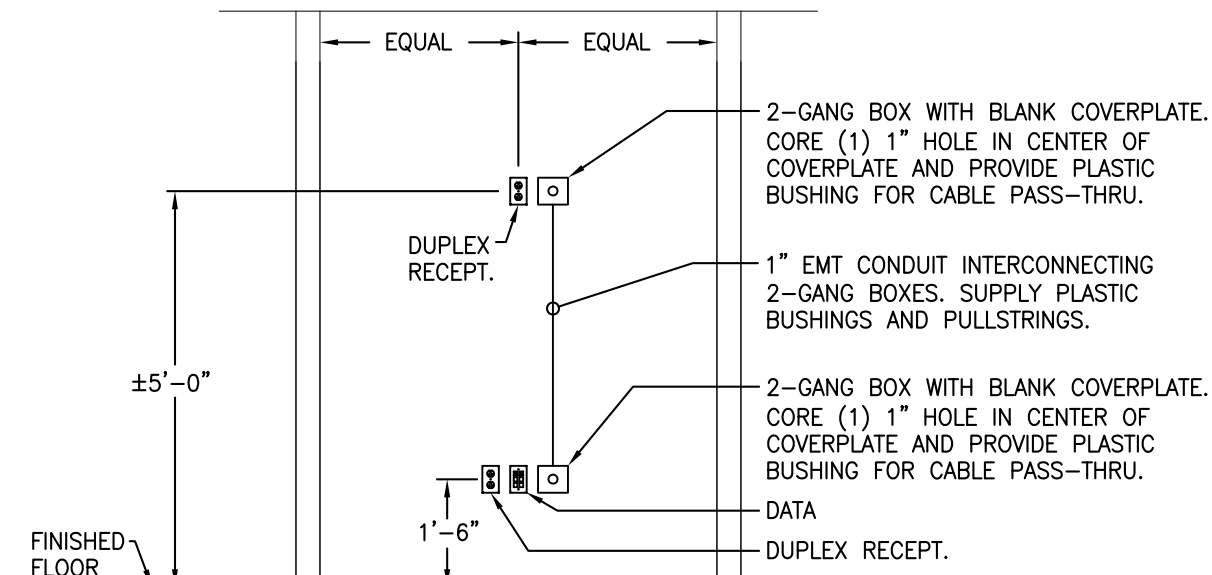 EQUAL
EQUAL
2-GANG BOX WITH BLANK COVERPLATE.
CORE (1) 1" HOLE IN CENTER OF
COVERPLATE AND PROVIDE PLASTIC
BUSHING FOR CABLE PASS-THRU.
DUPLEX
RECEPT.
1" EMT CONDUIT INTERCONNECTING
2-GANG BOXES. SUPPLY PLASTIC
BUSHINGS AND PULLSTRINGS.
±5'-0"
2-GANG BOX WITH BLANK COVERPLATE.
CORE (1) 1" HOLE IN CENTER OF
COVERPLATE AND PROVIDE PLASTIC
BUSHING FOR CABLE PASS-THRU.
DATA
1'-6"
DUPLEX RECEPT.
FINISHED
FLOOR